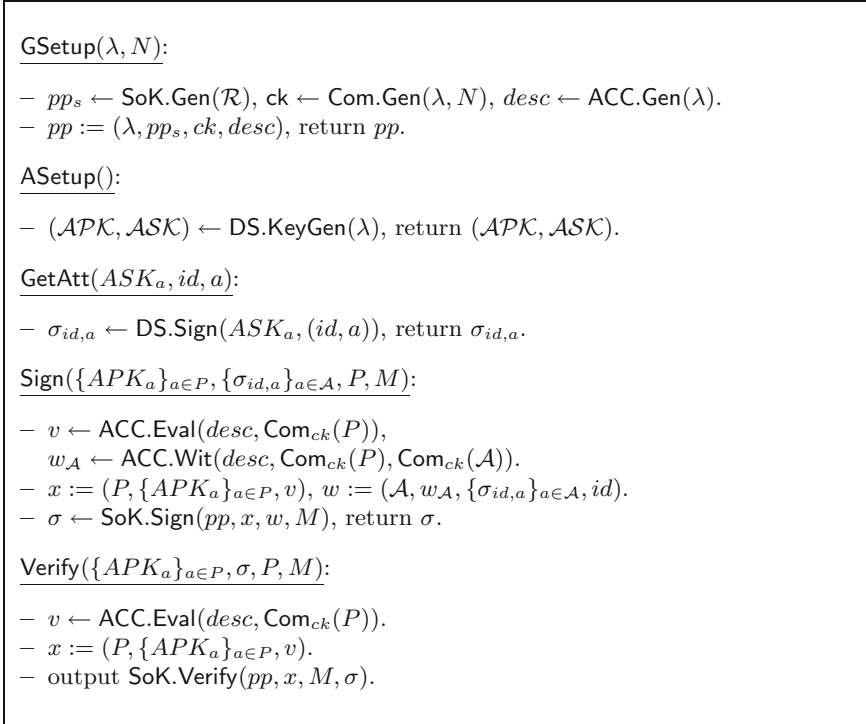 GSetup(λ, N):
– pp_s ← SoK.Gen(ℛ), ck ← Com.Gen(λ, N), desc ← ACC.Gen(λ).
– pp := (λ, pp_s, ck, desc), return pp.
ASetup():
– (𝒜𝒫𝒦, 𝒜𝒮𝒦) ← DS.KeyGen(λ), return (𝒜𝒫𝒦, 𝒜𝒮𝒦).
GetAtt(ASK_a, id, a):
– σ_{id,a} ← DS.Sign(ASK_a, (id, a)), return σ_{id,a}.
Sign({APK_a}_{a∈P}, {σ_{id,a}}_{a∈𝒜}, P, M):
– v ← ACC.Eval(desc, Com_{ck}(P)),
w_𝒜 ← ACC.Wit(desc, Com_{ck}(P), Com_{ck}(𝒜)).
– x := (P, {APK_a}_{a∈P}, v), w := (𝒜, w_𝒜, {σ_{id,a}}_{a∈𝒜}, id).
– σ ← SoK.Sign(pp, x, w, M), return σ.
Verify({APK_a}_{a∈P}, σ, P, M):
– v ← ACC.Eval(desc, Com_{ck}(P)).
– x := (P, {APK_a}_{a∈P}, v).
– output SoK.Verify(pp, x, M, σ).